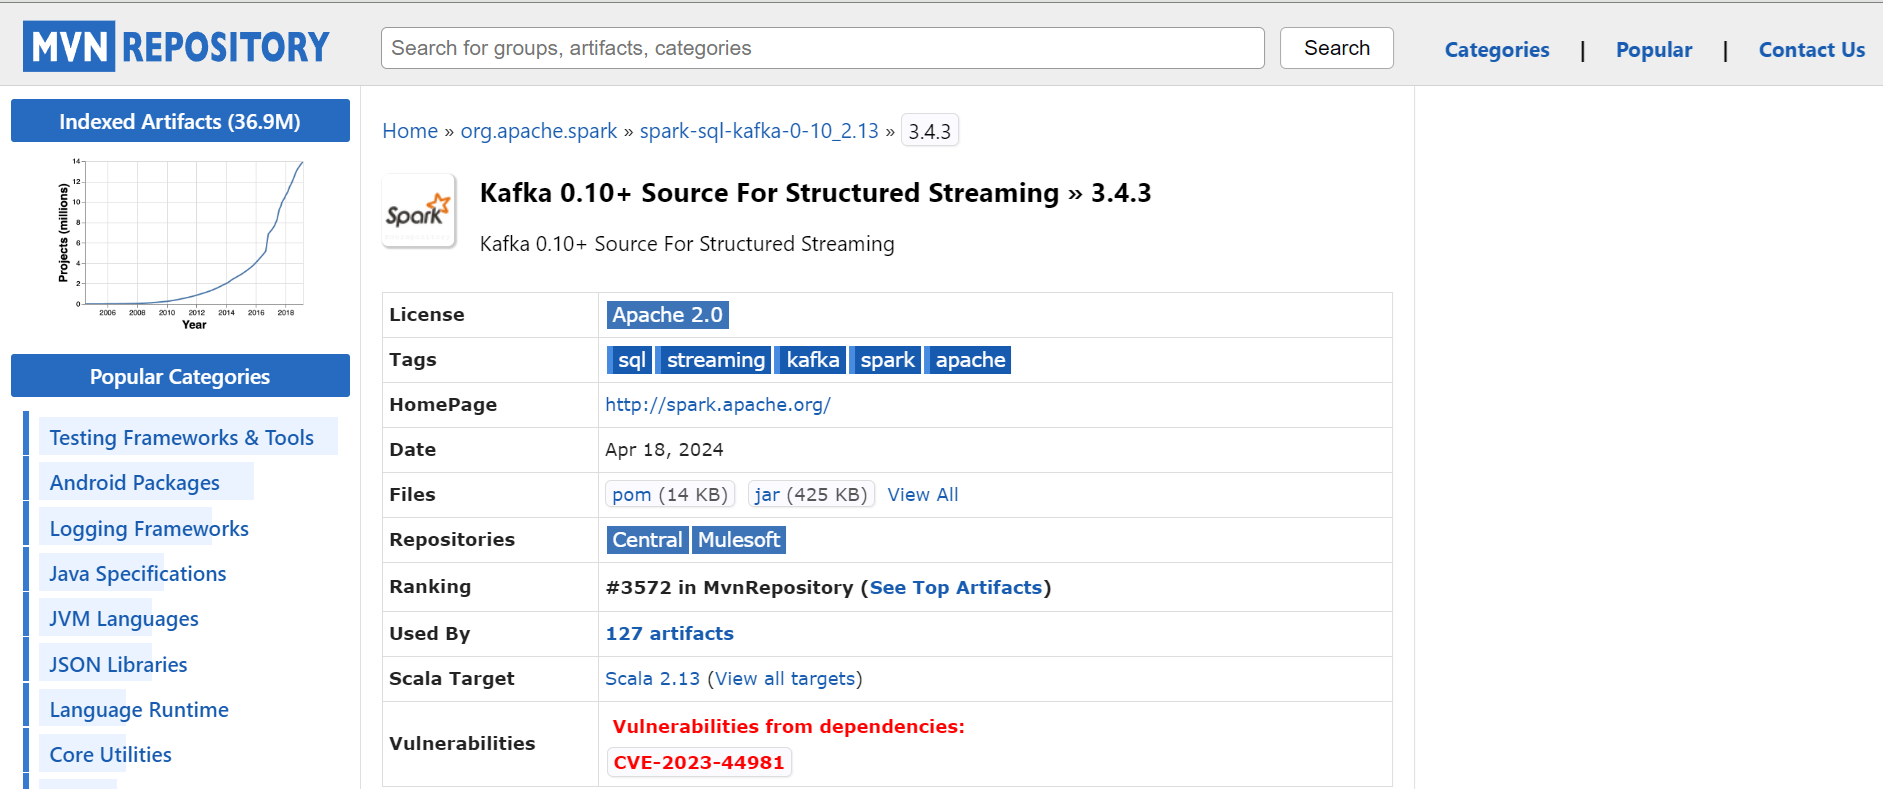 MVN REPOSITORY
Search for groups, artifacts, categories
Search
Categories | Popular | Contact Us
Indexed Artifacts (36.9M)
Projects (millions)
14
12
10
8
6
4
2
0
2006 2008 2010 2012 2014 2016 2018
Year
Popular Categories
Testing Frameworks & Tools
Android Packages
Logging Frameworks
Java Specifications
JVM Languages
JSON Libraries
Language Runtime
Core Utilities
Home » org.apache.spark » spark-sql-kafka-0-10_2.13 » 3.4.3
Spark
Kafka 0.10+ Source For Structured Streaming » 3.4.3
Kafka 0.10+ Source For Structured Streaming
License Apache 2.0
Tags sql streaming kafka spark apache
HomePage http://spark.apache.org/
Date Apr 18, 2024
Files pom (14 KB) jar (425 KB) View All
Repositories Central Mulesoft
Ranking #3572 in MvnRepository (See Top Artifacts)
Used By 127 artifacts
Scala Target Scala 2.13 (View all targets)
Vulnerabilities Vulnerabilities from dependencies:
CVE-2023-44981